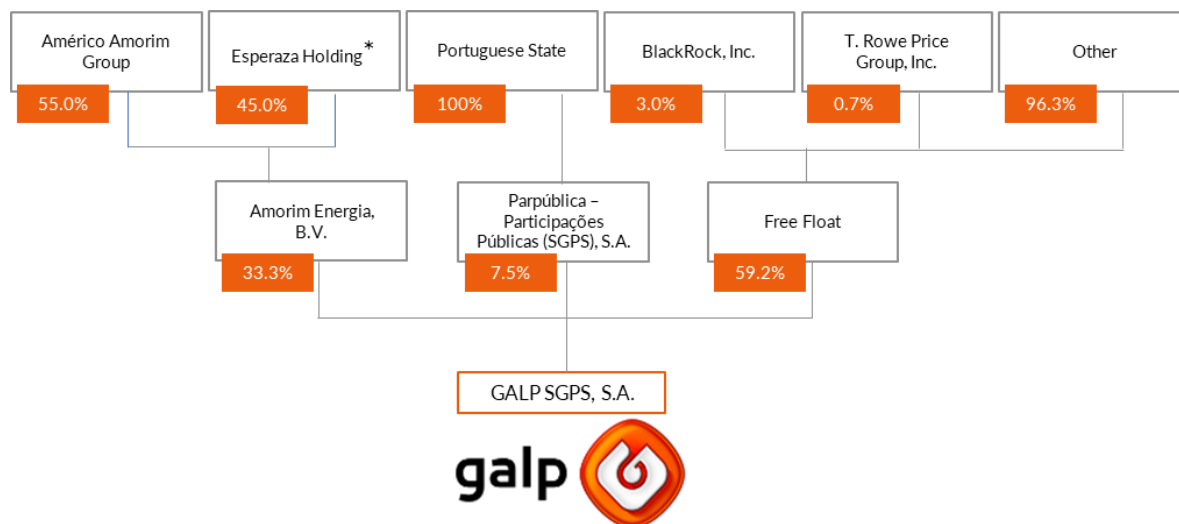 Américo Amorim
Group
55.0%
Esperaza Holding*
45.0%
Portuguese State
100%
BlackRock, Inc.
3.0%
T. Rowe Price
Group, Inc.
0.7%
Other
96.3%
Amorim Energia,
B.V.
33.3%
Parpública –
Participações
Públicas (SGPS), S.A.
7.5%
Free Float
59.2%
GALP SGPS, S.A.
galp